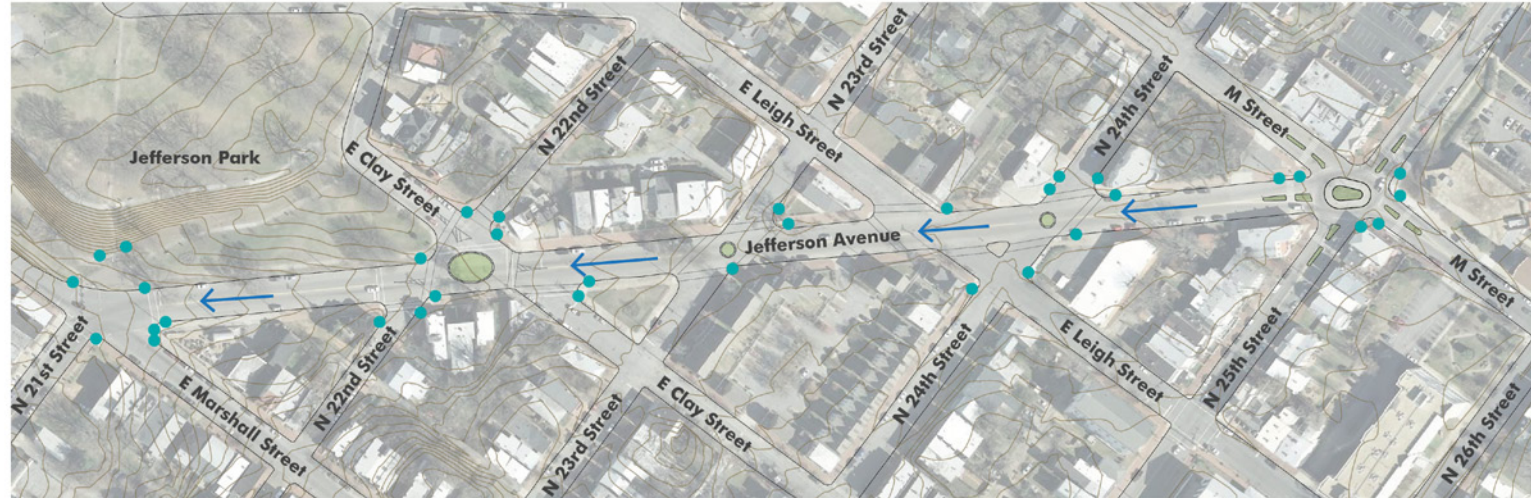 N 23rd Street
N 22nd Street
E Leigh Street
N 24th Street
M Street
Jefferson Park
E Clay Street
Jefferson Avenue
M Street
N 21st Street
E Marshall Street
N 22nd Street
N 23rd Street
E Clay Street
N 24th Street
E Leigh Street
N 25th Street
N 26th Street